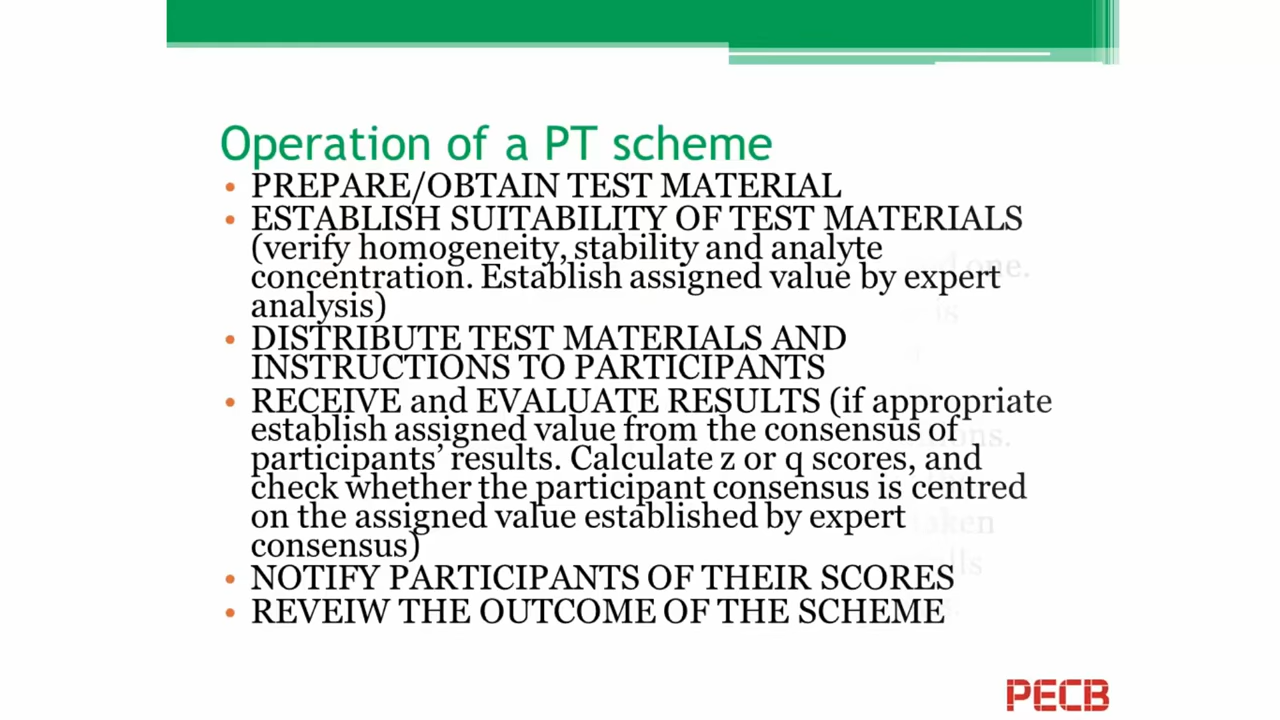 Operation of a PT scheme
• PREPARE/OBTAIN TEST MATERIAL
• ESTABLISH SUITABILITY OF TEST MATERIALS
(verify homogeneity, stability and analyte
concentration. Establish assigned value by expert
analysis)
• DISTRIBUTE TEST MATERIALS AND
INSTRUCTIONS TO PARTICIPANTS
• RECEIVE and EVALUATE RESULTS (if appropriate
establish assigned value from the consensus of
participants’ results. Calculate z or q scores, and
check whether the participant consensus is centred
on the assigned value established by expert
consensus)
• NOTIFY PARTICIPANTS OF THEIR SCORES
• REVEIW THE OUTCOME OF THE SCHEME
one.
taken
PECB